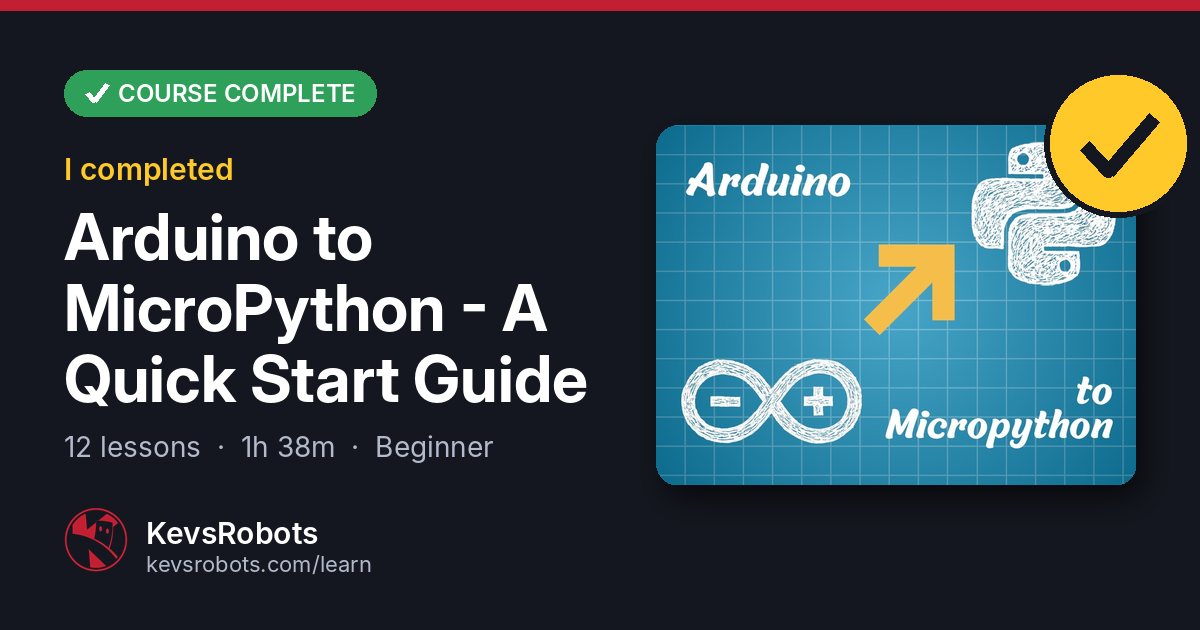 COURSE COMPLETE
I completed
Arduino to
MicroPython - A
Quick Start Guide
12 lessons · 1h 38m · Beginner
KevsRobots
kevsrobots.com/learn
Arduino
to
Micropython